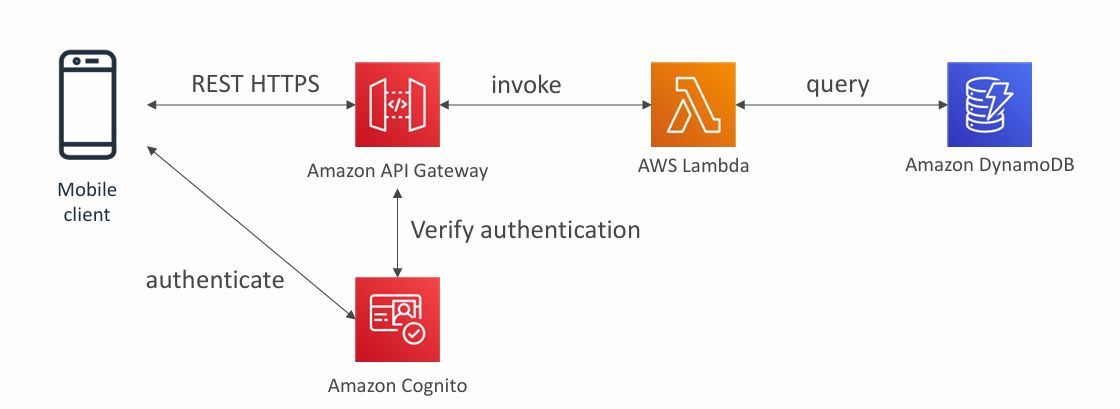 REST HTTPS
invoke
query
Amazon API Gateway
AWS Lambda
Amazon DynamoDB
Mobile
client
Verify authentication
authenticate
Amazon Cognito